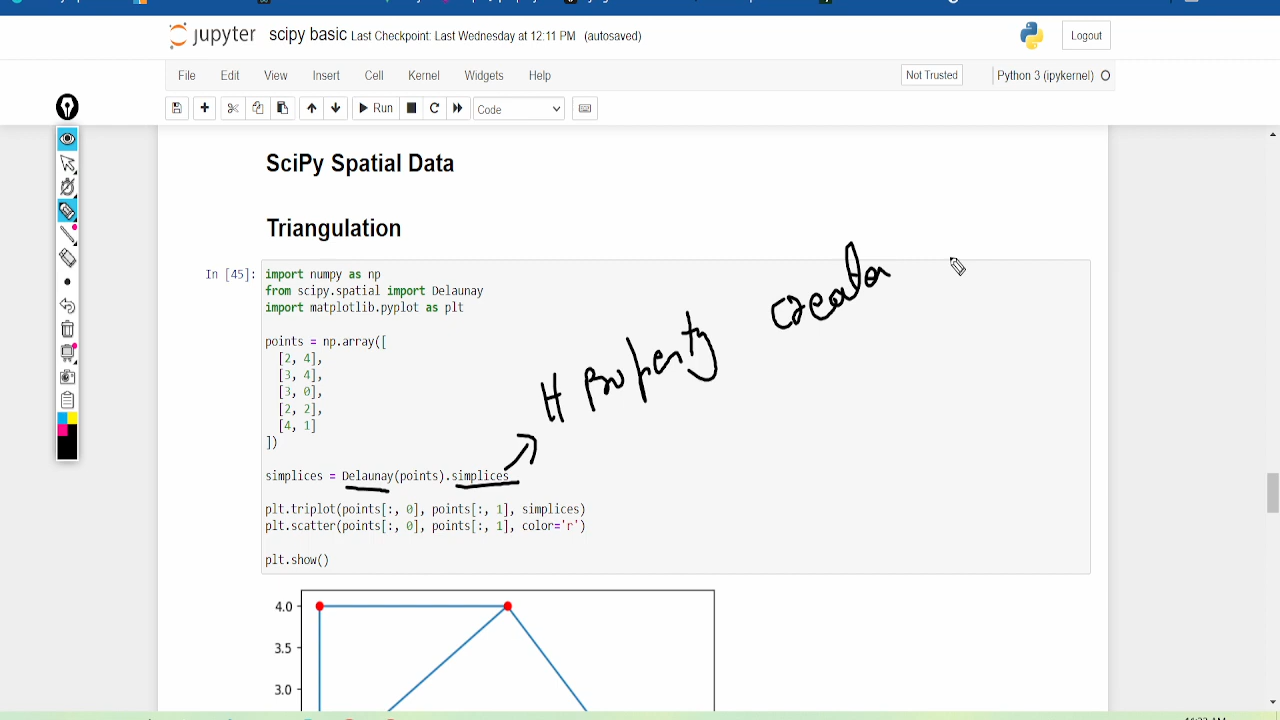 jupyter scipy basic Last Checkpoint: Last Wednesday at 12:11 PM (autosaved)
Logout
File Edit View Insert Cell Kernel Widgets Help
Not Trusted
Python 3 (ipykernel)
Run
Code
SciPy Spatial Data
Triangulation
In [45]:
import numpy as np
from scipy.spatial import Delaunay
import matplotlib.pyplot as plt
points = np.array([
[2, 4],
[3, 4],
[3, 0],
[2, 2],
[4, 1]
])
simplices = Delaunay(points).simplices
plt.triplot(points[:, 0], points[:, 1], simplices)
plt.scatter(points[:, 0], points[:, 1], color='r')
plt.show()
property
4.0
3.5
3.0